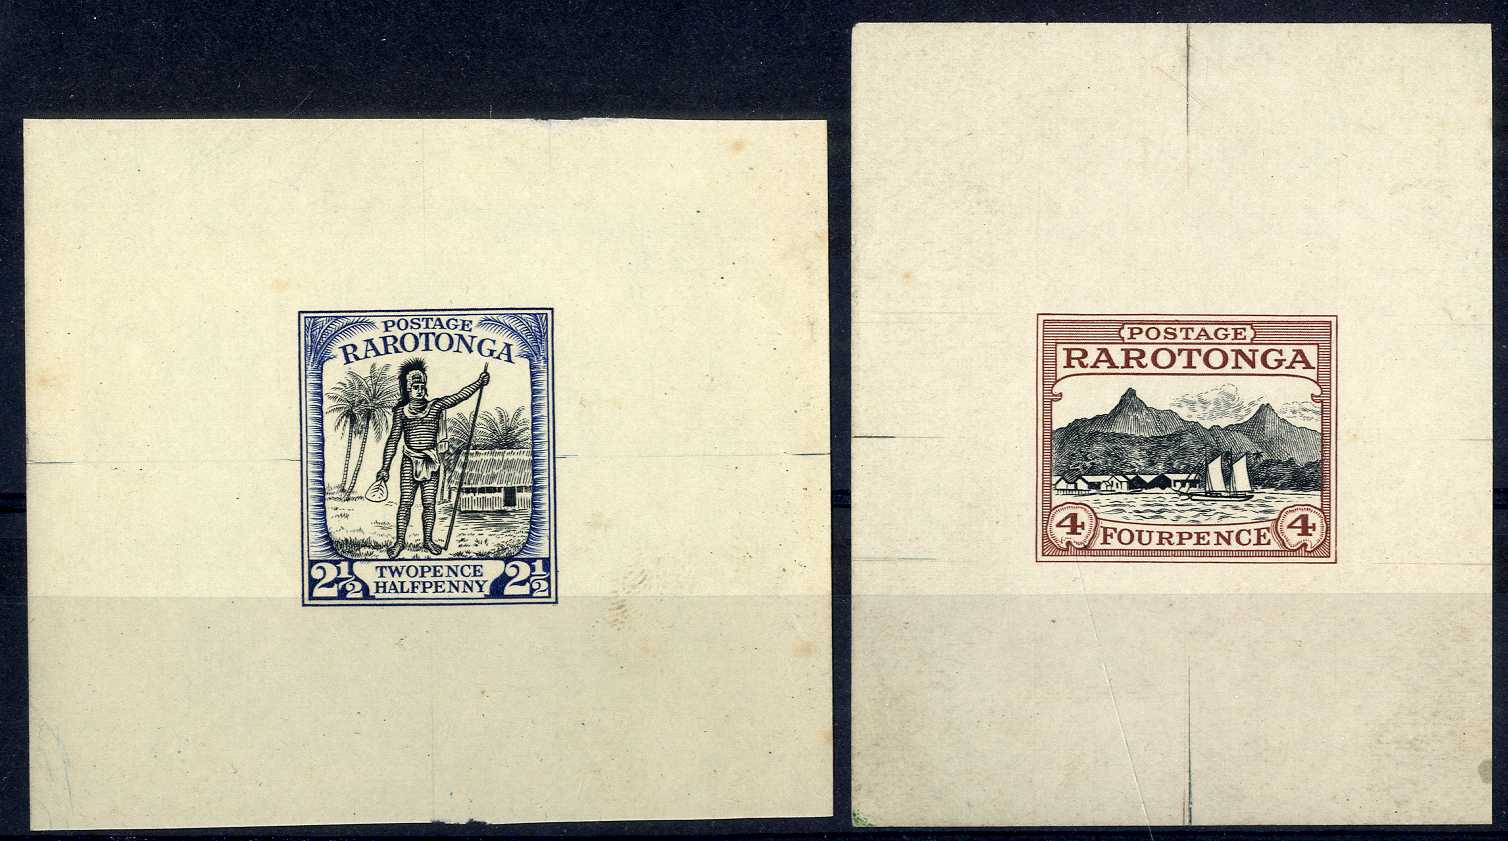 POSTAGE
RAROTONGA
2½ TWOPENCE HALFPENNY 2½
POSTAGE
RAROTONGA
4 FOURPENCE 4